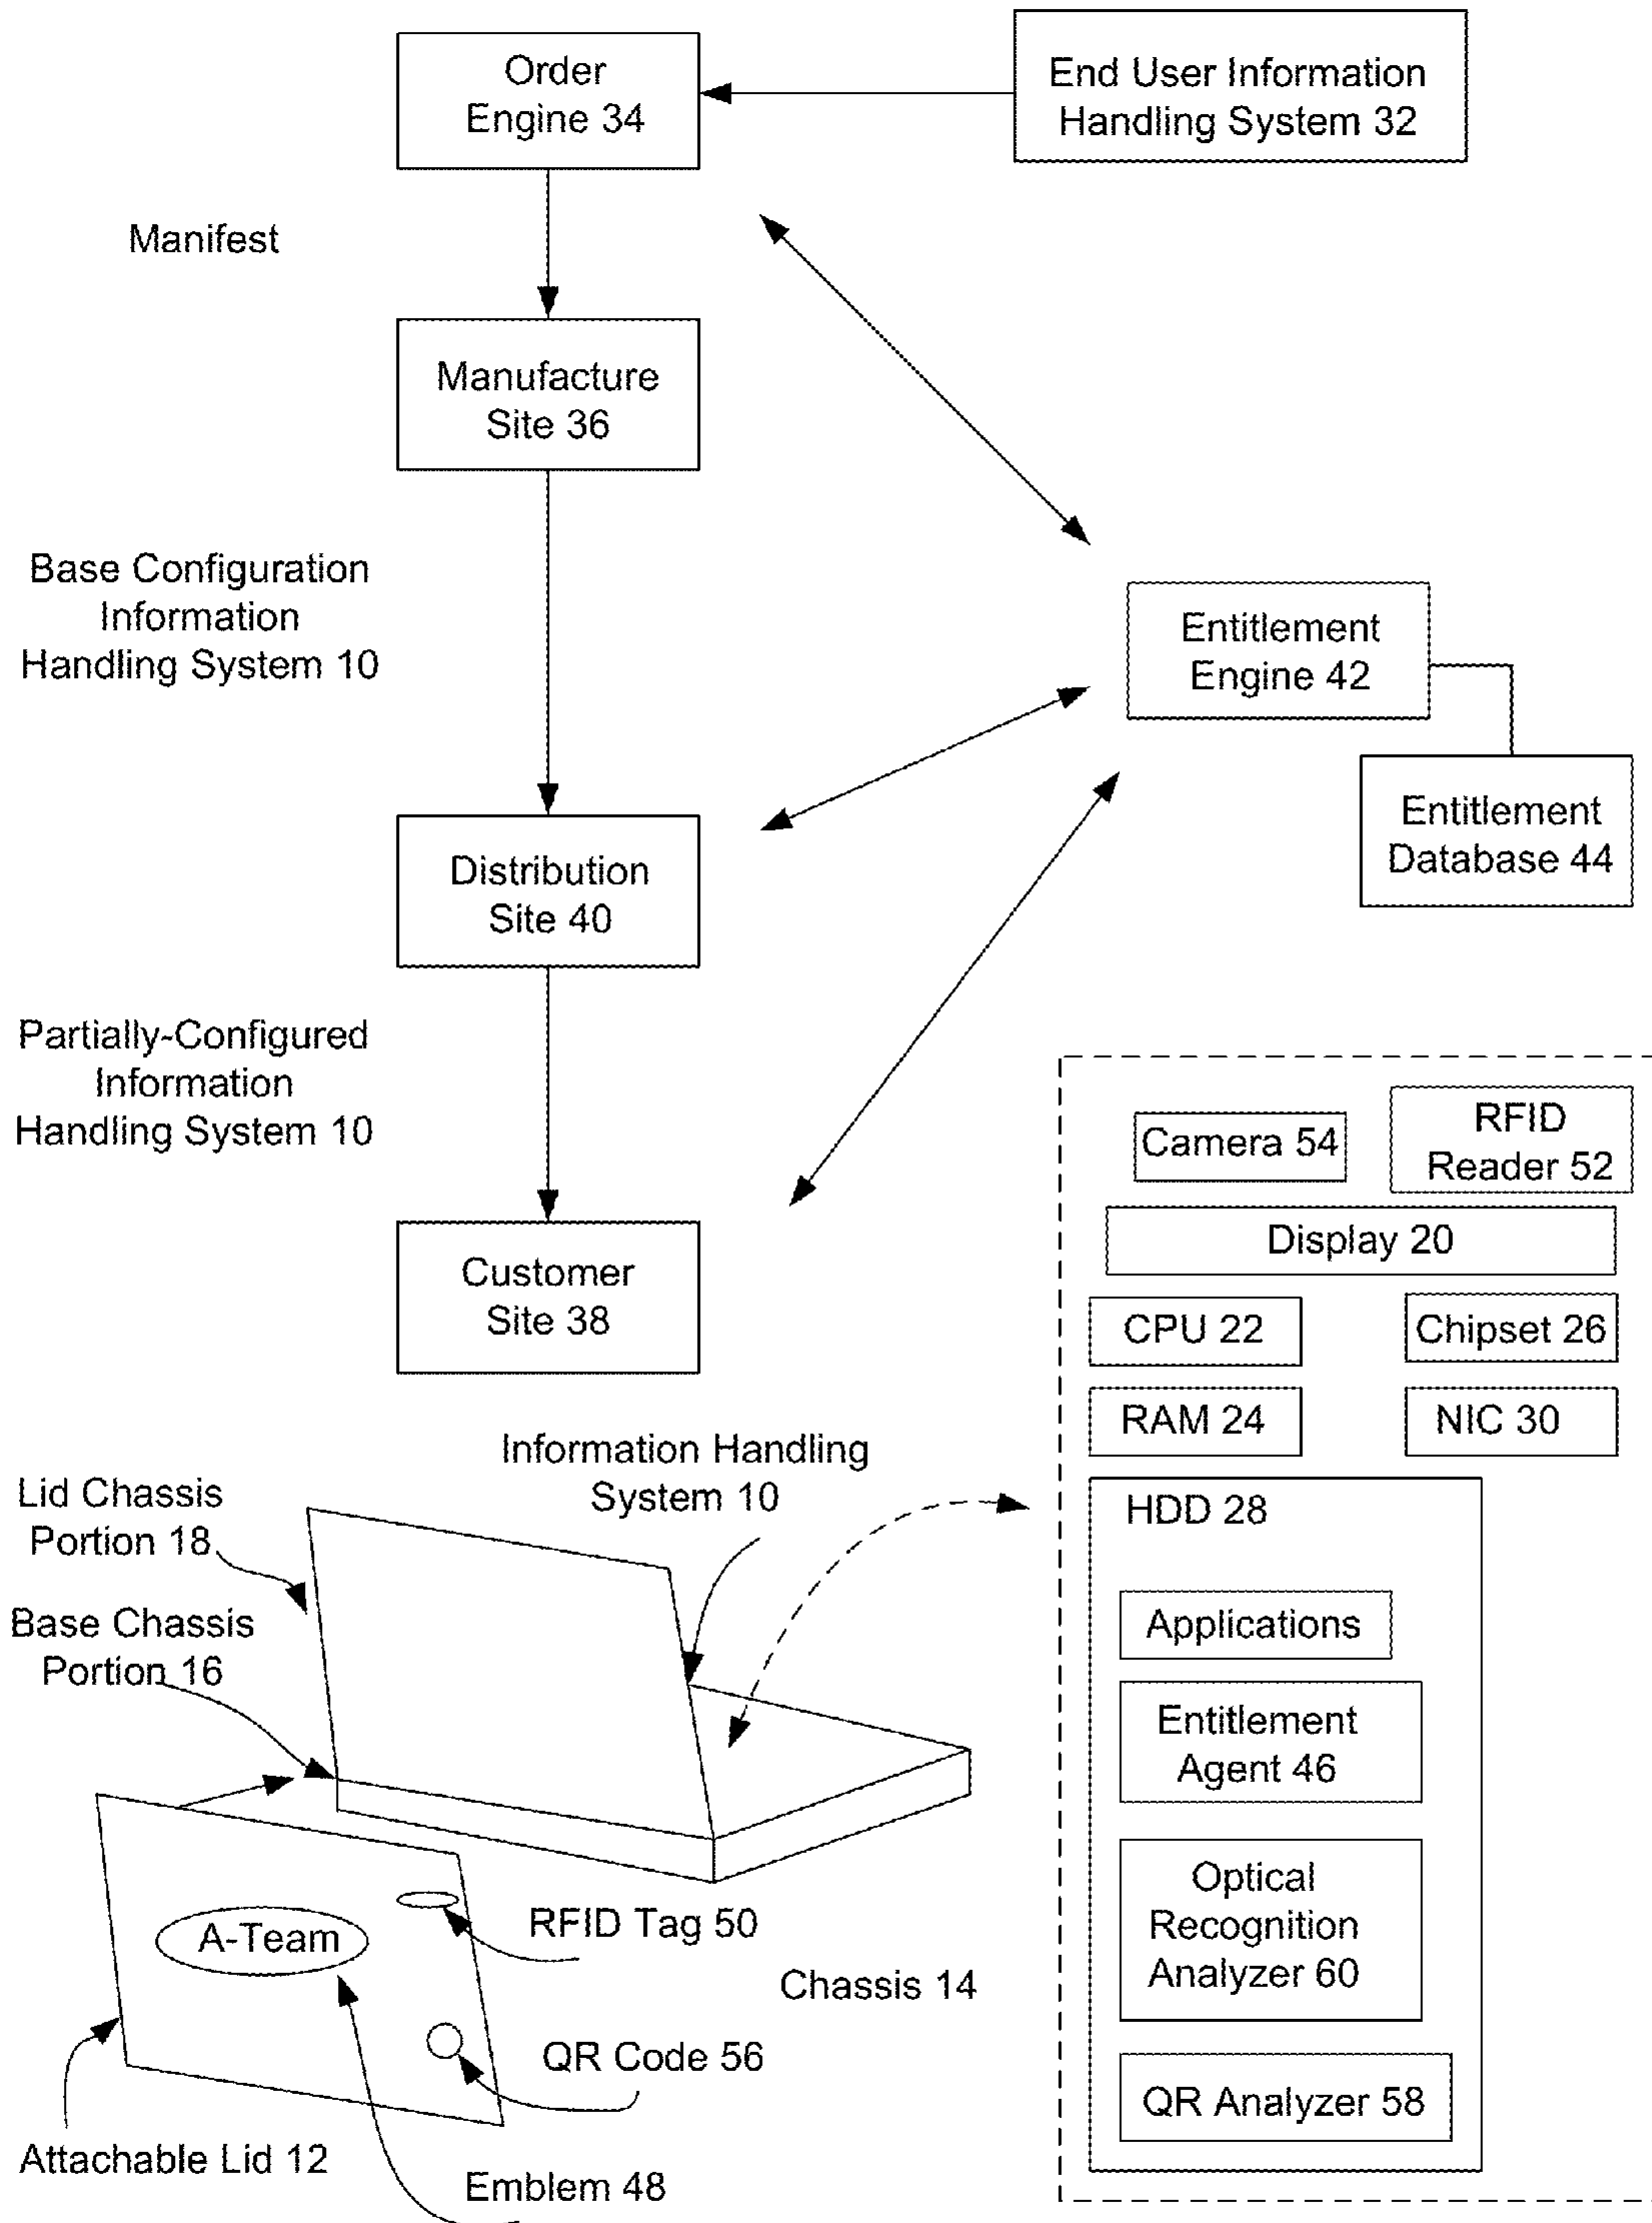 Order
Engine 34
End User Information
Handling System 32
Manifest
Manufacture
Site 36
Base Configuration
Information
Handling System 10
Entitlement
Engine 42
Entitlement
Database 44
Distribution
Site 40
Partially-Configured
Information
Handling System 10
Customer
Site 38
Camera 54
RFID
Reader 52
Display 20
CPU 22
Chipset 26
RAM 24
NIC 30
HDD 28
Applications
Entitlement
Agent 46
Optical
Recognition
Analyzer 60
QR Analyzer 58
Information Handling
System 10
Lid Chassis
Portion 18
Base Chassis
Portion 16
A-Team
RFID Tag 50
Chassis 14
QR Code 56
Attachable Lid 12
Emblem 48